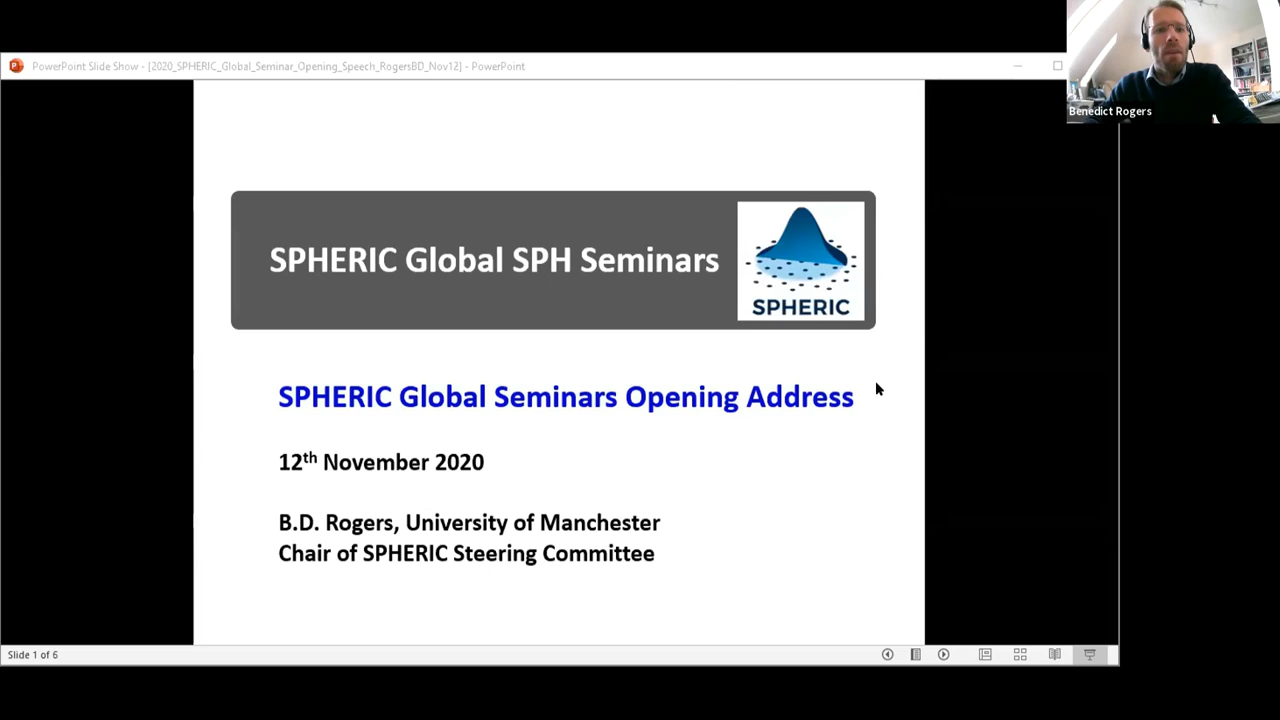 PowerPoint Slide Show - [2020_SPHERIC_Global_Seminar_Opening_Speech_RogersBD_Nov12] - PowerPoint
Benedict Rogers
SPHERIC Global SPH Seminars
SPHERIC
SPHERIC Global Seminars Opening Address
12th November 2020
B.D. Rogers, University of Manchester
Chair of SPHERIC Steering Committee
Slide 1 of 6